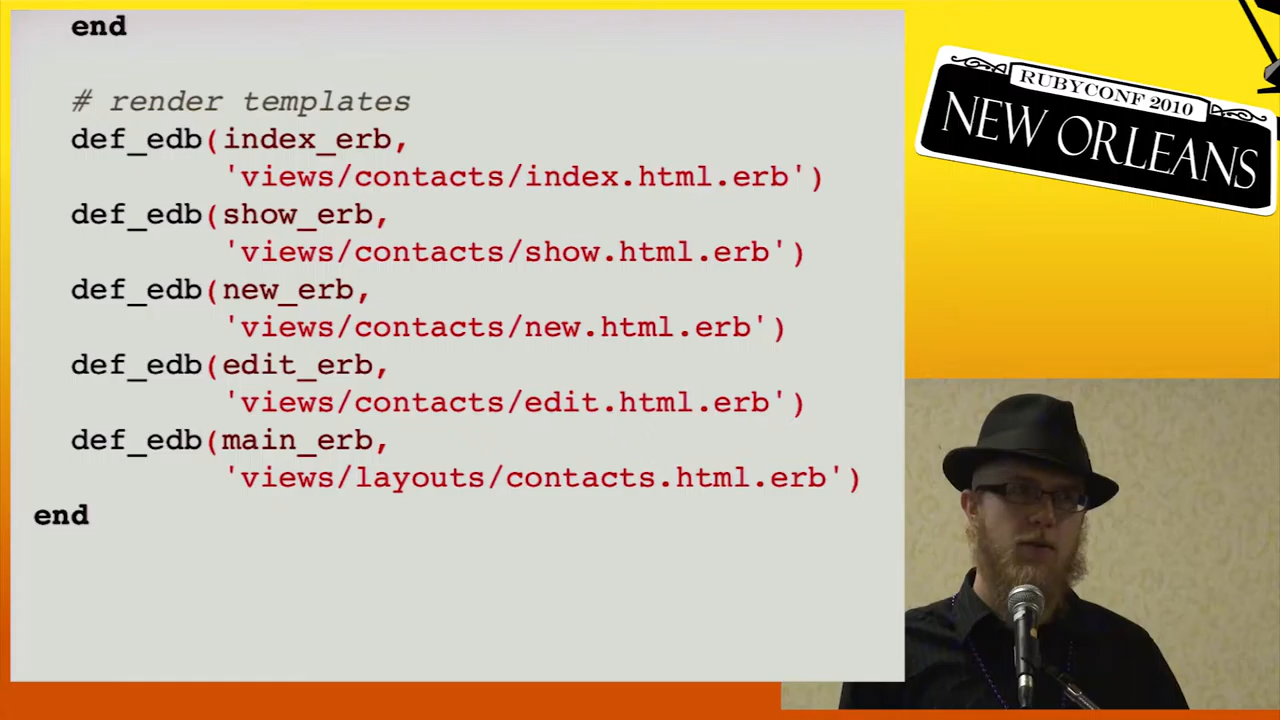 end
# render templates
def_edb(index_erb,
'views/contacts/index.html.erb')
def_edb(show_erb,
'views/contacts/show.html.erb')
def_edb(new_erb,
'views/contacts/new.html.erb')
def_edb(edit_erb,
'views/contacts/edit.html.erb')
def_edb(main_erb,
'views/layouts/contacts.html.erb')
end
RUBYCONF 2010
NEW ORLEANS